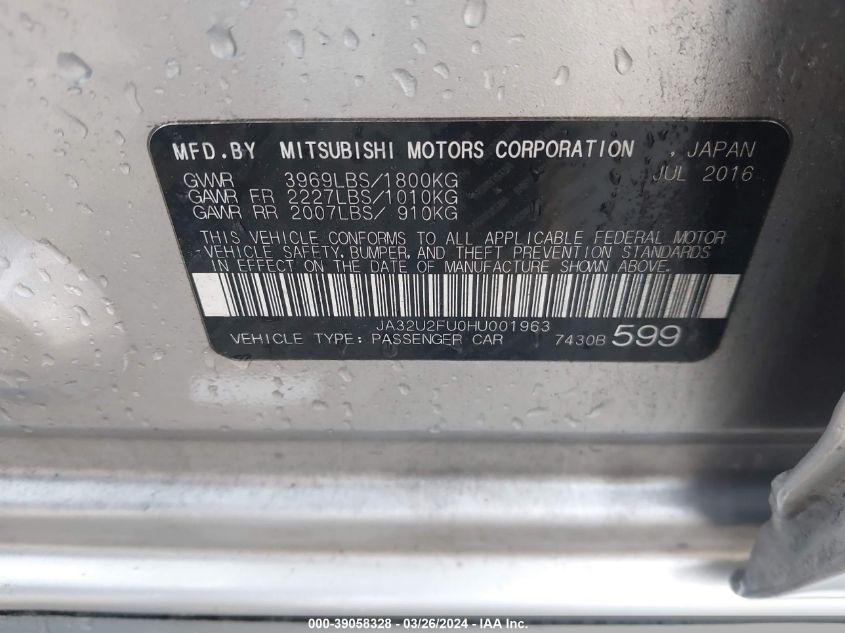 MFD.BY MITSUBISHI MOTORS CORPORATION , JAPAN
GVWR 3969LBS/1800KG JUL 2016
GAWR FR 2227LBS/1010KG
GAWR RR 2007LBS/ 910KG
THIS VEHICLE CONFORMS TO ALL APPLICABLE FEDERAL MOTOR
VEHICLE SAFETY, BUMPER, AND THEFT PREVENTION STANDARDS
IN EFFECT ON THE DATE OF MANUFACTURE SHOWN ABOVE.
JA32U2FU0HU001963
VEHICLE TYPE: PASSENGER CAR 7430B 599
000-39058328 - 03/26/2024 - IAA Inc.